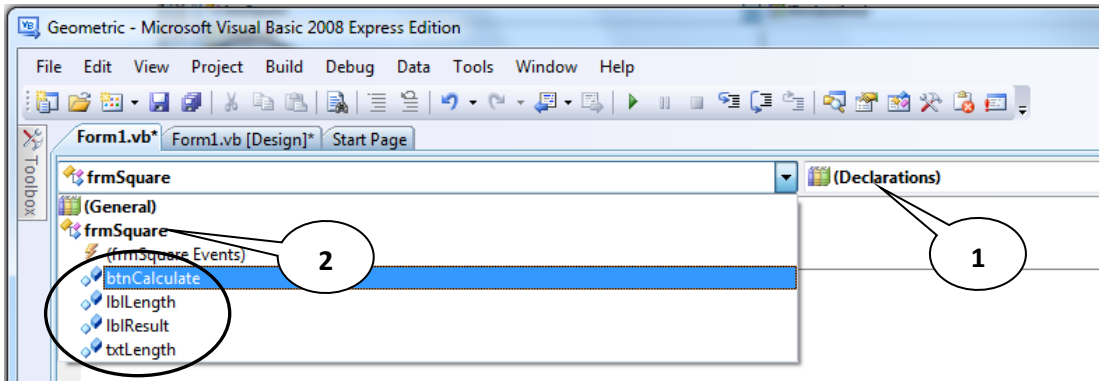 Geometric - Microsoft Visual Basic 2008 Express Edition
File Edit View Project Build Debug Data Tools Window Help
Form1.vb* Form1.vb [Design]* Start Page
Toolbox
frmSquare (Declarations)
(General)
frmSquare
(frmSquare Events)
btnCalculate
lblLength
lblResult
txtLength
2
1